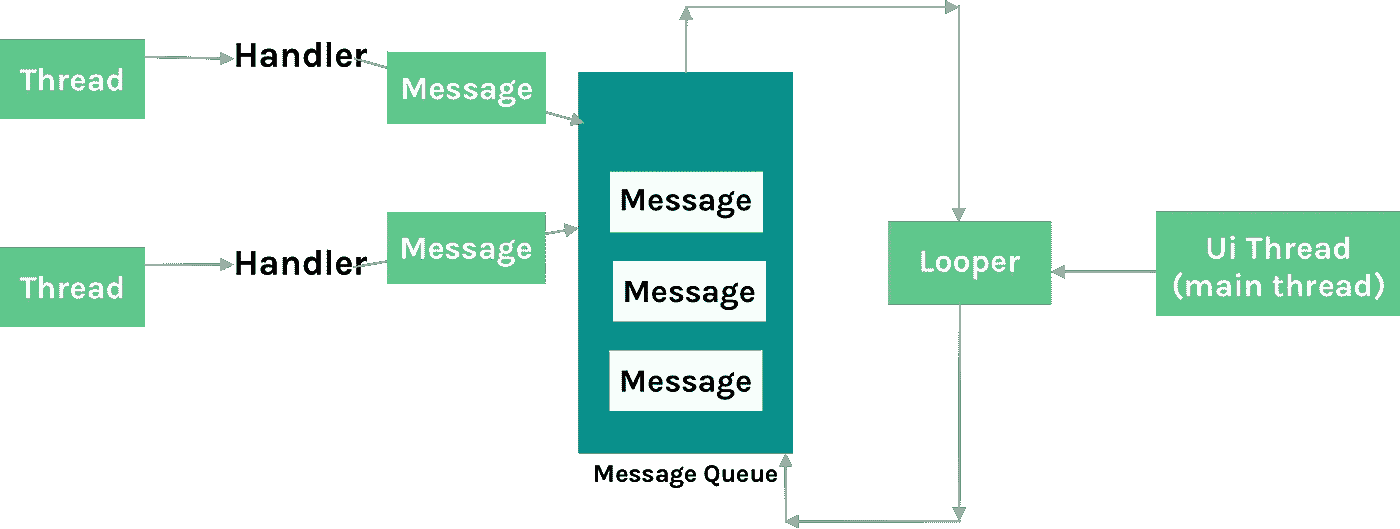 Thread
Handler
Message
Thread
Handler
Message
Message
Message
Message
Message Queue
Looper
Ui Thread
(main thread)